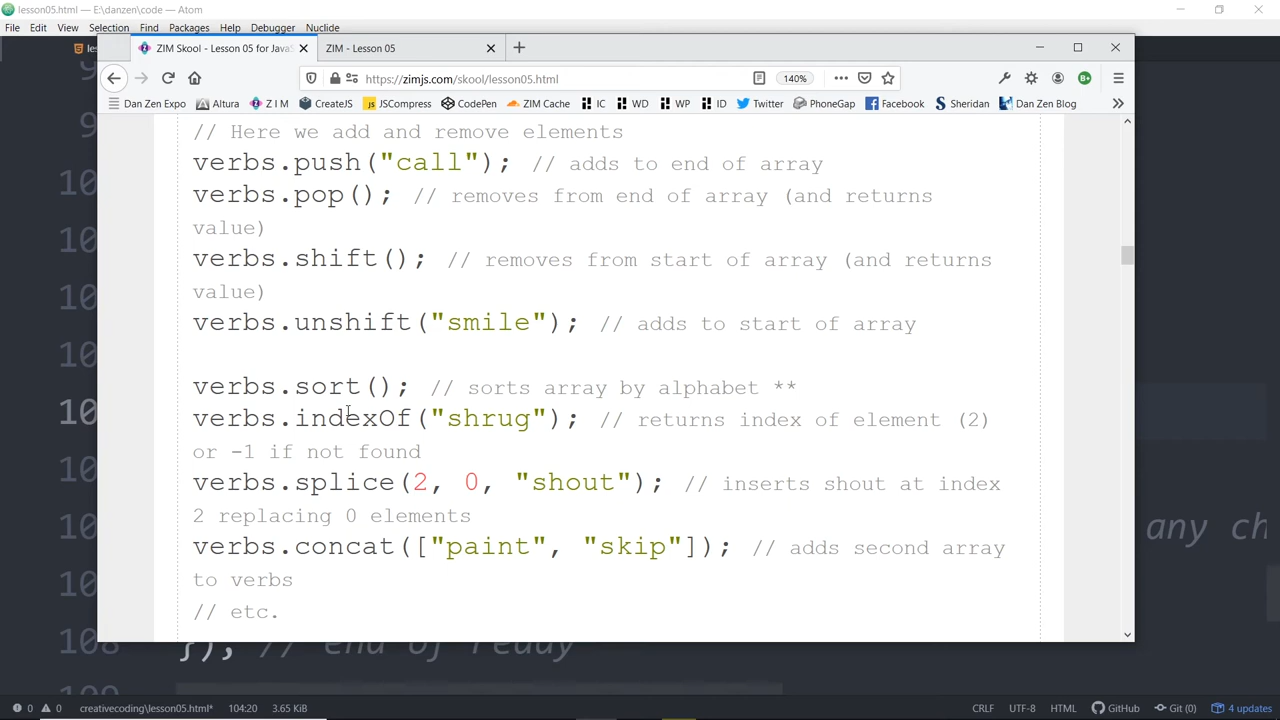 lesson05.html — E:\danzen\code — Atom
File Edit View Selection Find Packages Help Debugger Nuclide
ZIM Skool - Lesson 05 for Java
ZIM - Lesson 05
https://zimjs.com/skool/lesson05.html
140%
Dan Zen Expo Altura Z I M CreateJS JSCompress CodePen ZIM Cache IC WD WP ID Twitter PhoneGap Facebook Sheridan Dan Zen Blog
// Here we add and remove elements
verbs.push("call"); // adds to end of array
verbs.pop(); // removes from end of array (and returns
value)
verbs.shift(); // removes from start of array (and returns
value)
verbs.unshift("smile"); // adds to start of array
verbs.sort(); // sorts array by alphabet **
verbs.indexOf("shrug"); // returns index of element (2)
or -1 if not found
verbs.splice(2, 0, "shout"); // inserts shout at index
2 replacing 0 elements
verbs.concat(["paint", "skip"]); // adds second array
to verbs
// etc.
any ch
108 }), // end of ready
0 0 creativecoding\lesson05.html* 104:20 3.65 KiB CRLF UTF-8 HTML GitHub Git (0) 4 updates